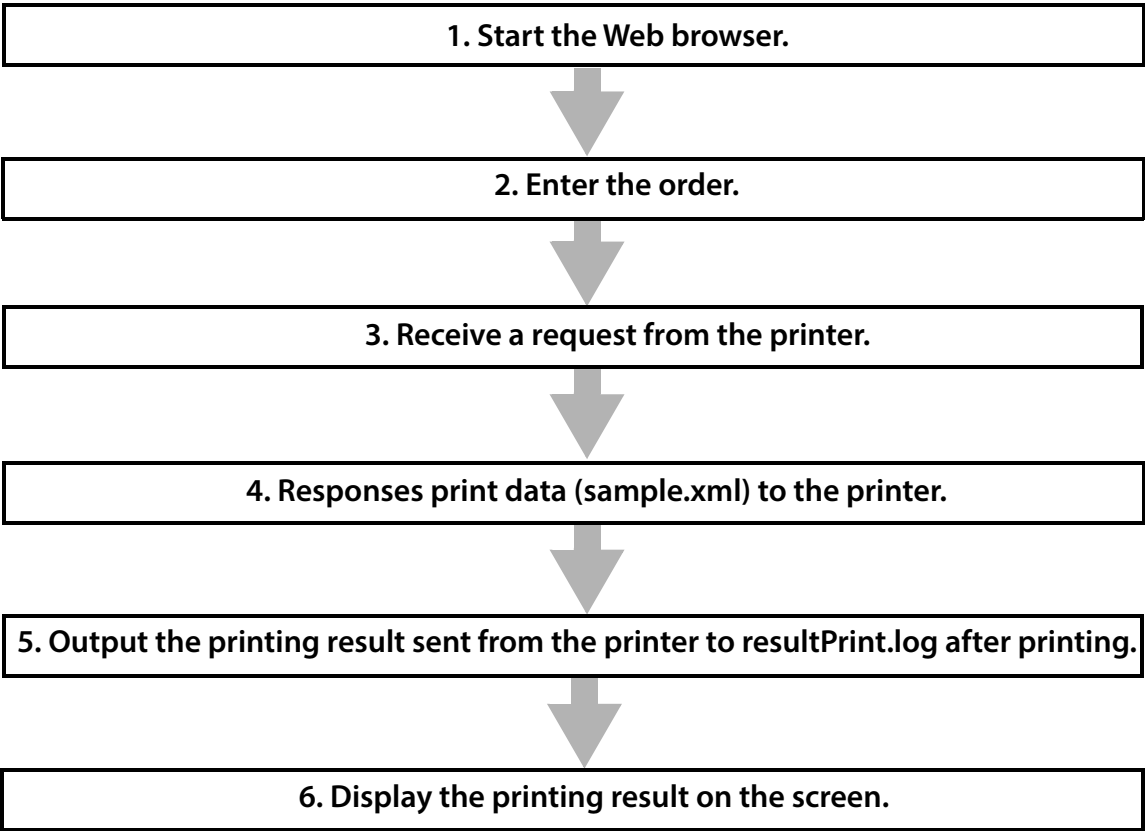 1. Start the Web browser.
2. Enter the order.
3. Receive a request from the printer.
4. Responses print data (sample.xml) to the printer.
5. Output the printing result sent from the printer to resultPrint.log after printing.
6. Display the printing result on the screen.